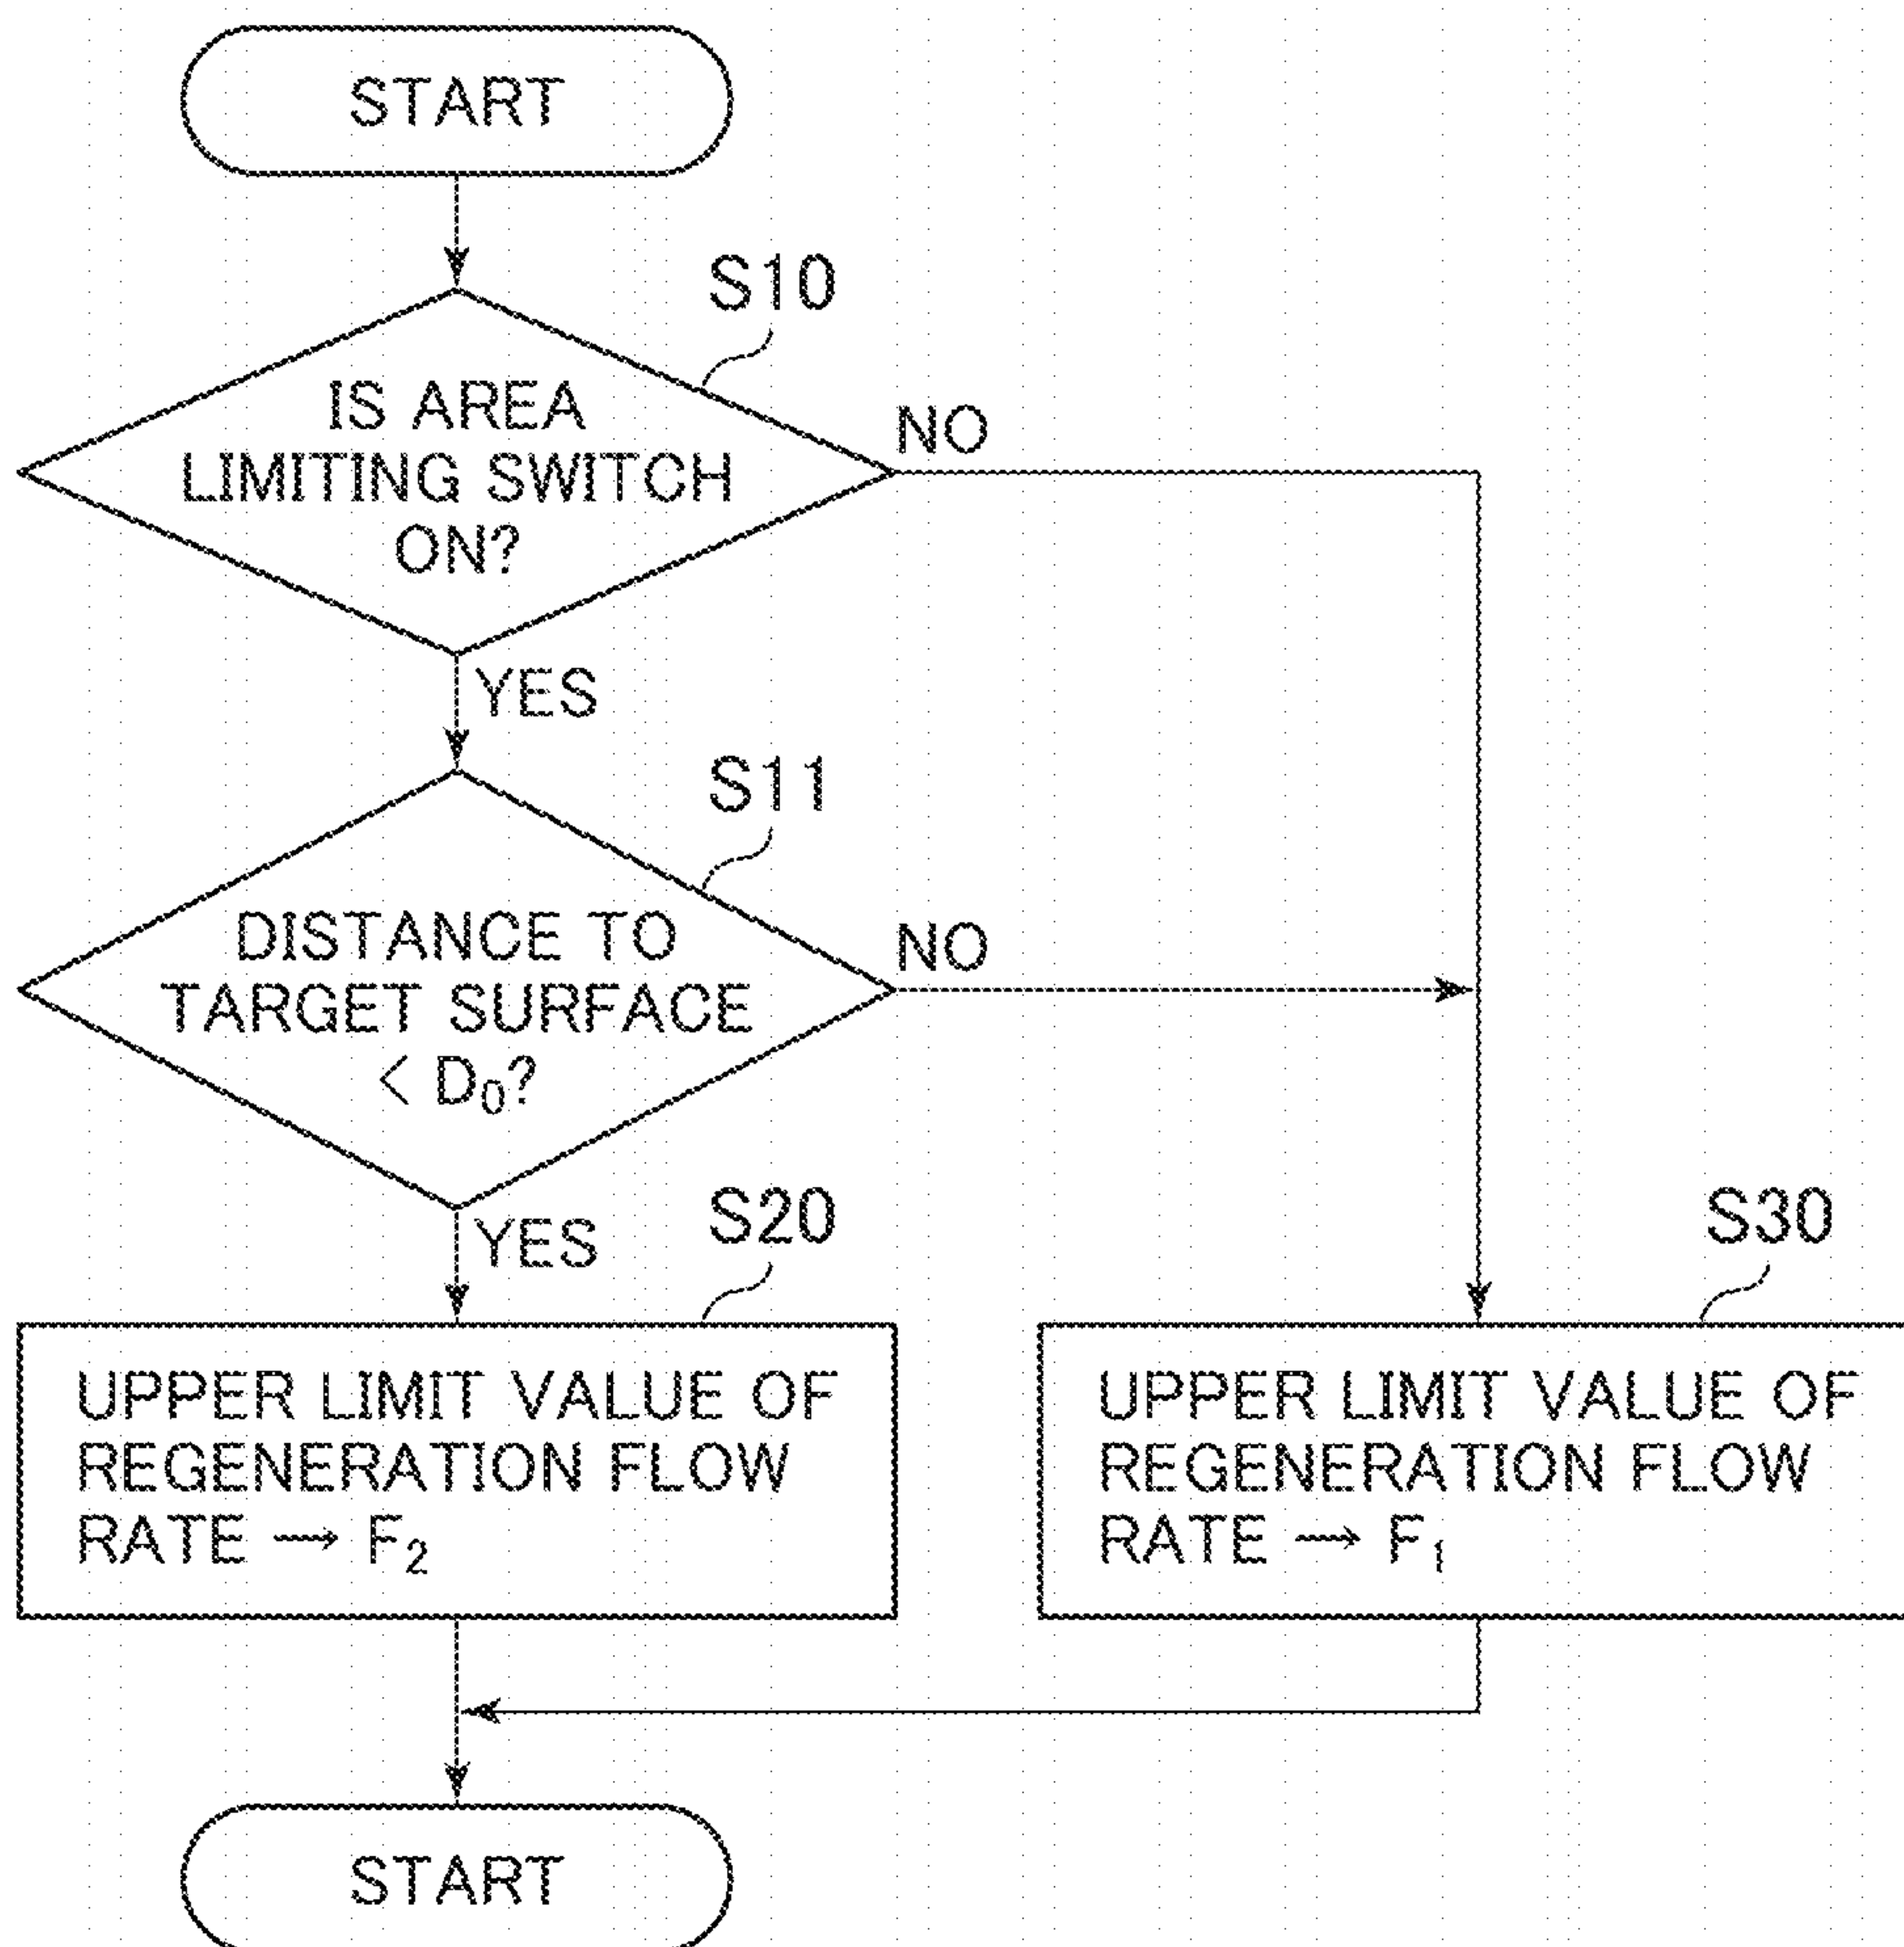 START
S10
IS AREA
LIMITING SWITCH
ON?
NO
YES
S11
DISTANCE TO
TARGET SURFACE
< D₀?
NO
YES
S20
UPPER LIMIT VALUE OF
REGENERATION FLOW
RATE → F₂
S30
UPPER LIMIT VALUE OF
REGENERATION FLOW
RATE → F₁
START